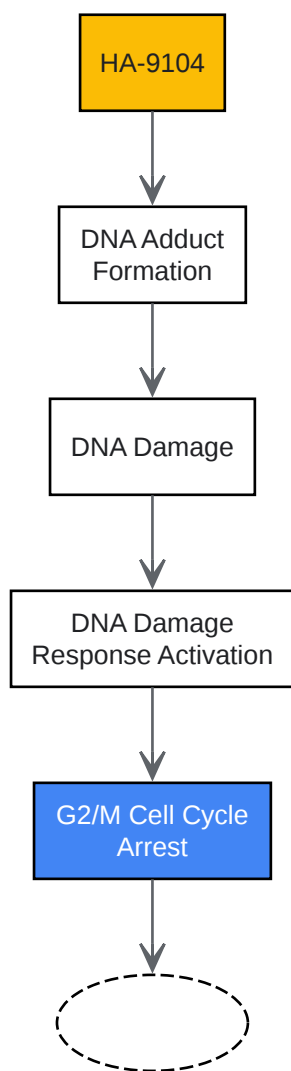 HA-9104
DNA Adduct
Formation
DNA Damage
DNA Damage
Response Activation
G2/M Cell Cycle
Arrest